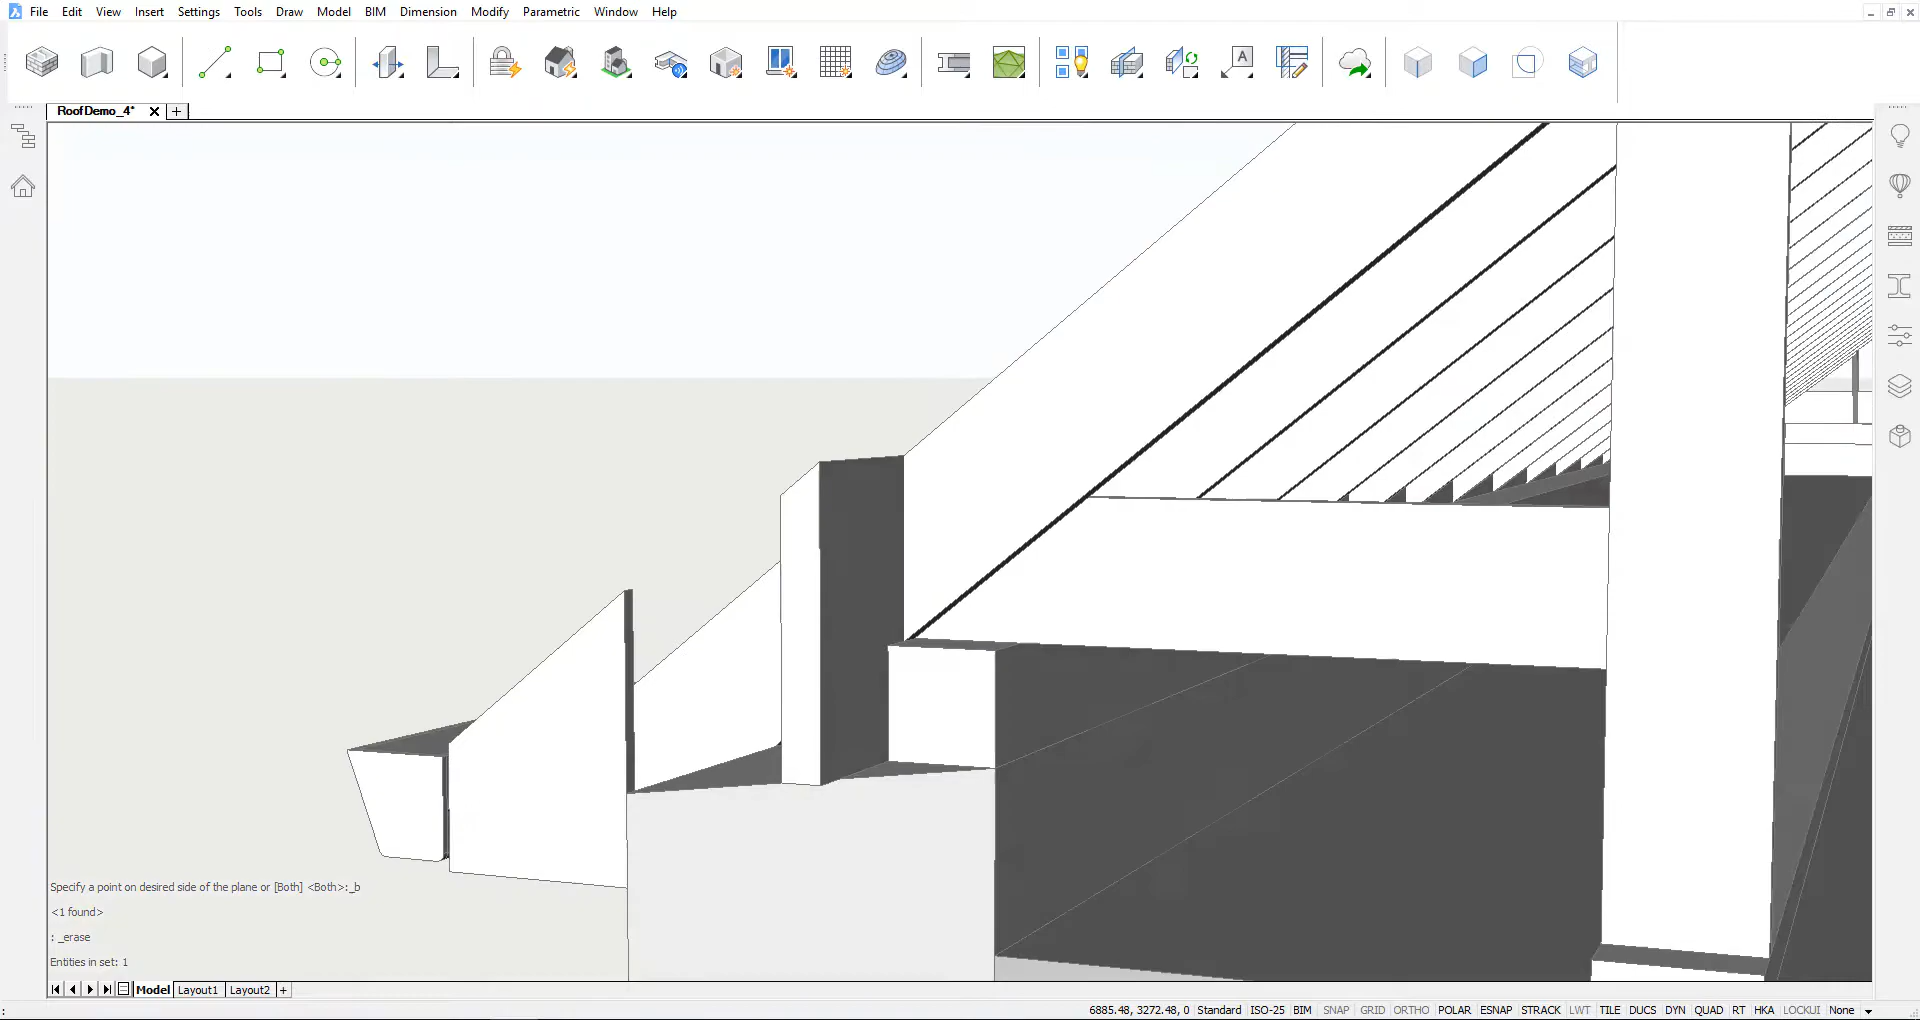 File Edit View Insert Settings Tools Draw Model BIM Dimension Modify Parametric Window Help
A
RoofDemo_4*
Specify a point on desired side of the plane or [Both] <Both>:_b
<1 found>
: _erase
Entities in set: 1
Model Layout1 Layout2 +
: 6885.48, 3272.48, 0 Standard ISO-25 BIM SNAP GRID ORTHO POLAR ESNAP STRACK LWT TILE DUCS DYN QUAD RT HKA LOCKUI None